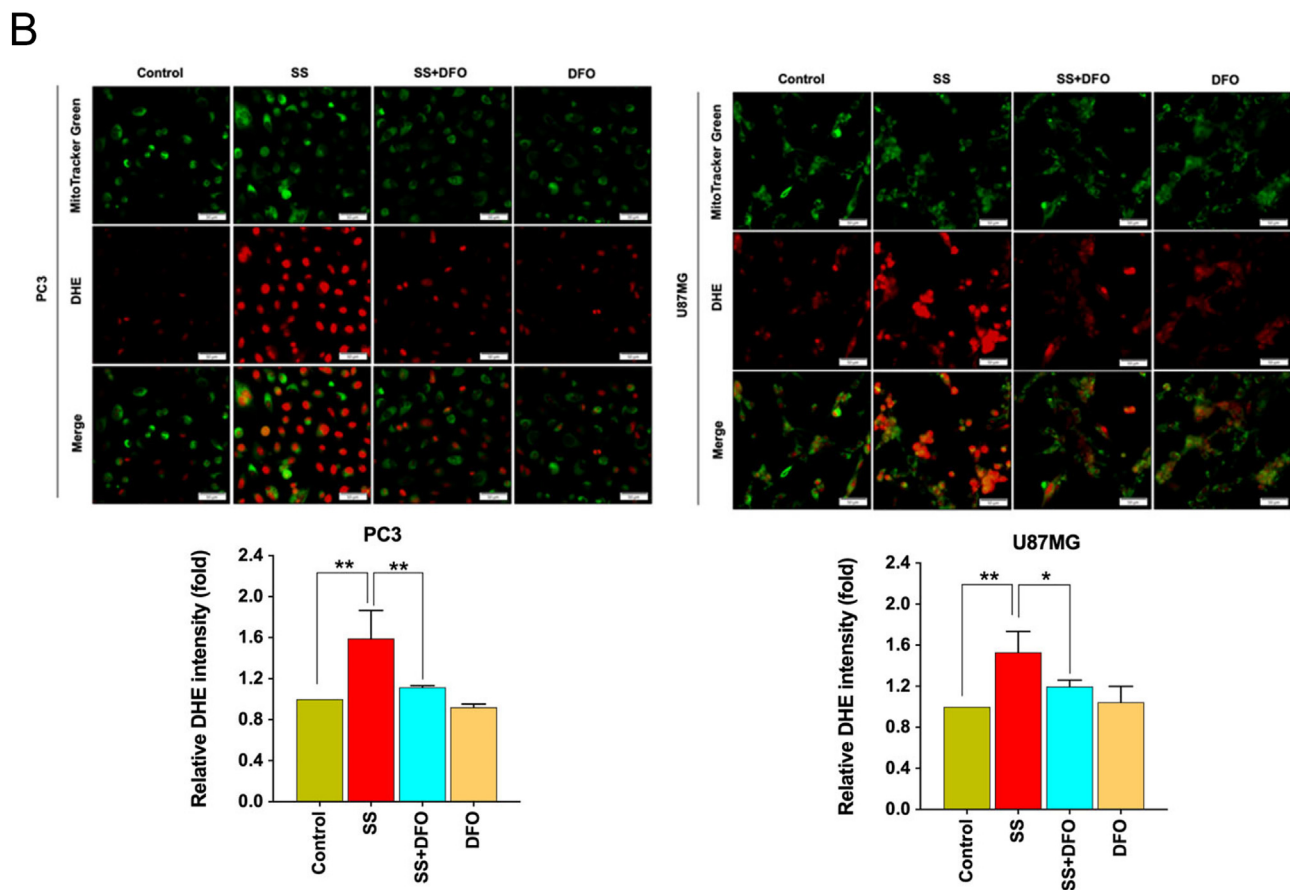 B
Control SS SS+DFO DFO
MitoTracker Green
DHE
Merge
PC3
Control SS SS+DFO DFO
MitoTracker Green
DHE
Merge
U87MG
PC3
Relative DHE intensity (fold)
2.4
2.0
1.6
1.2
0.8
0.4
0.0
** **
Control SS SS+DFO DFO
U87MG
Relative DHE intensity (fold)
2.4
2.0
1.6
1.2
0.8
0.4
0.0
** *
Control SS SS+DFO DFO